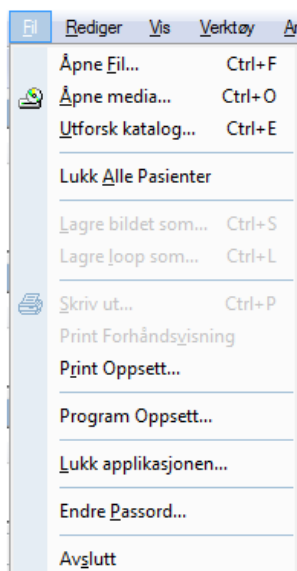 Fil Rediger Vis Verktøy
Åpne Fil... Ctrl+F
Åpne media... Ctrl+O
Utforsk katalog... Ctrl+E
Lukk Alle Pasienter
Lagre bildet som... Ctrl+S
Lagre loop som... Ctrl+L
Skriv ut... Ctrl+P
Print Forhåndsvisning
Print Oppsett...
Program Oppsett...
Lukk applikasjonen...
Endre Passord...
Avslutt